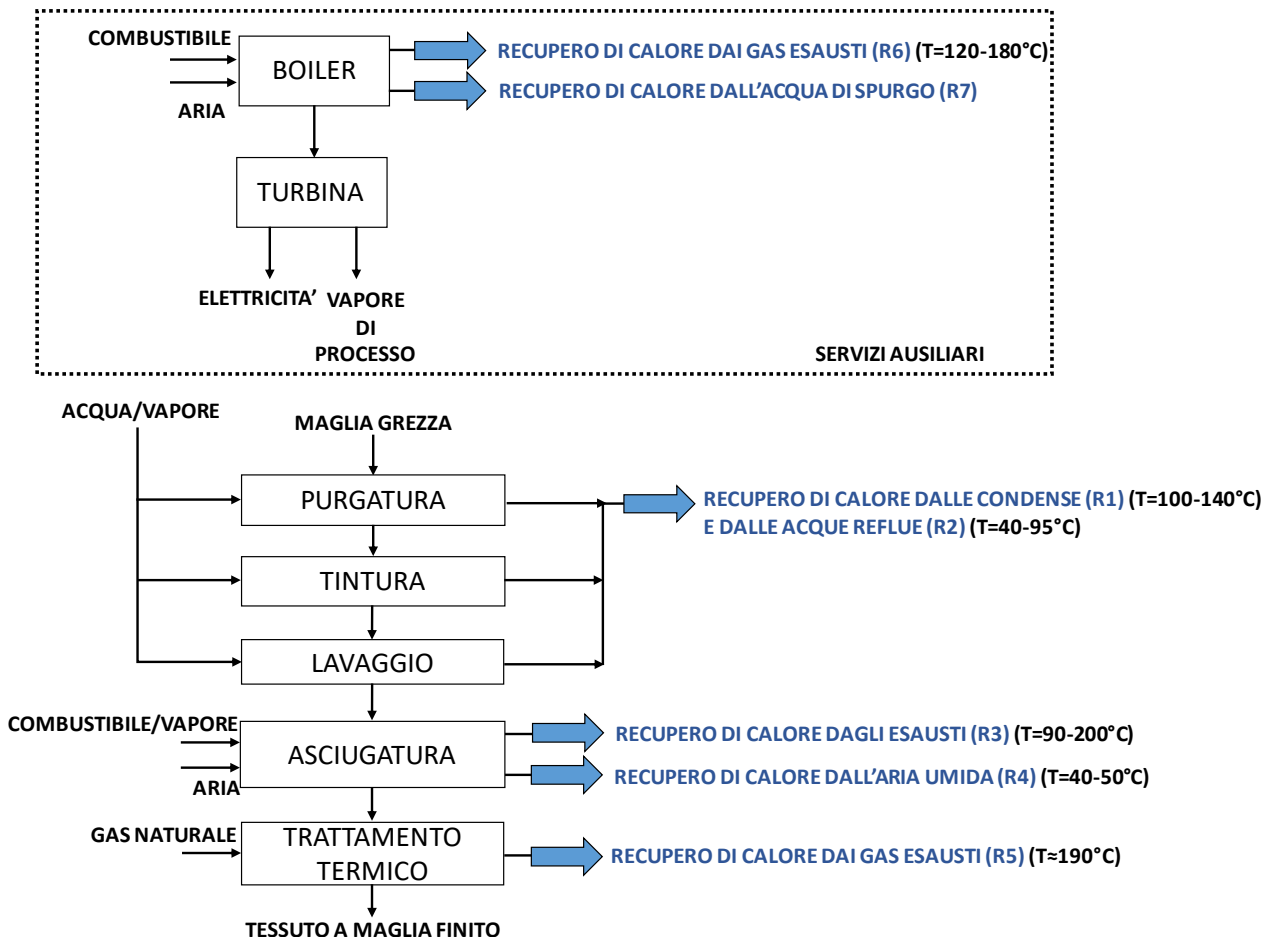 COMBUSTIBILE
ARIA
BOILER
RECUPERO DI CALORE DAI GAS ESAUSTI (R6) (T=120-180°C)
RECUPERO DI CALORE DALL'ACQUA DI SPURGO (R7)
TURBINA
ELETTRICITA' VAPORE
DI
PROCESSO
SERVIZI AUSILIARI
ACQUA/VAPORE
MAGLIA GREZZA
PURGATURA
RECUPERO DI CALORE DALLE CONDENSE (R1) (T=100-140°C)
E DALLE ACQUE REFLUE (R2) (T=40-95°C)
TINTURA
LAVAGGIO
COMBUSTIBILE/VAPORE
ARIA
ASCIUGATURA
RECUPERO DI CALORE DAGLI ESAUSTI (R3) (T=90-200°C)
RECUPERO DI CALORE DALL'ARIA UMIDA (R4) (T=40-50°C)
GAS NATURALE
TRATTAMENTO
TERMICO
RECUPERO DI CALORE DAI GAS ESAUSTI (R5) (T≈190°C)
TESSUTO A MAGLIA FINITO